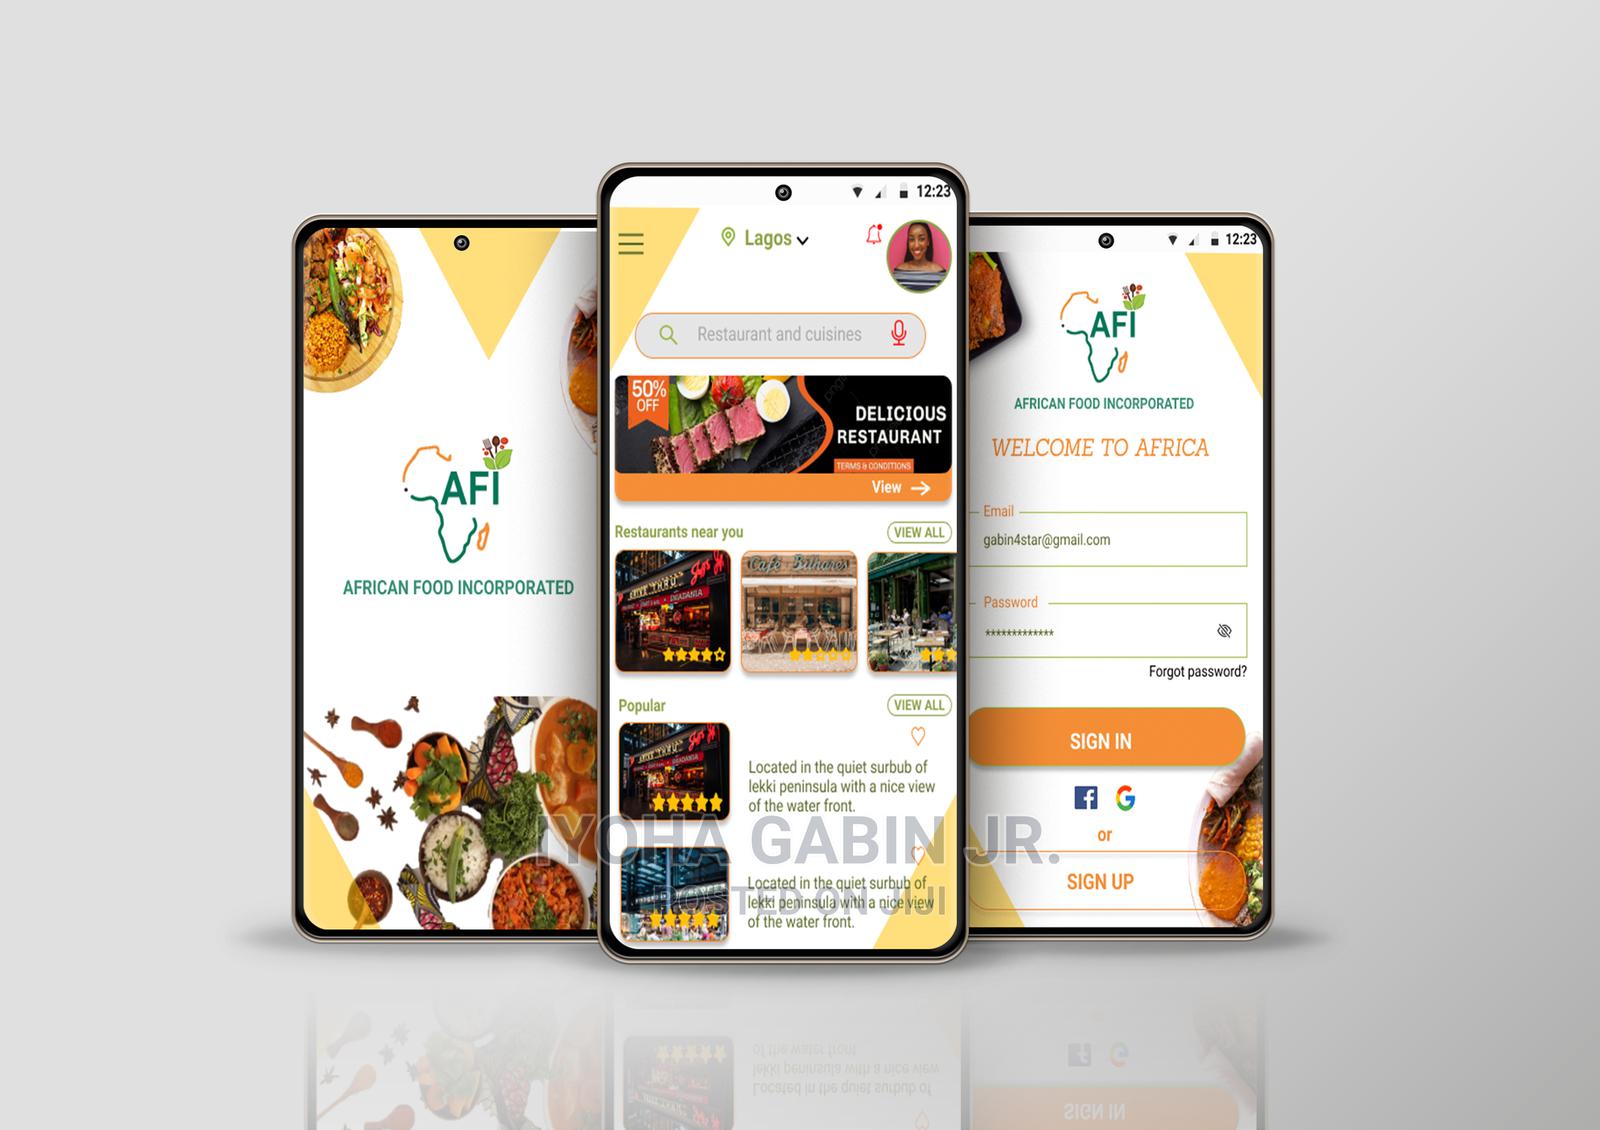 AFI
AFRICAN FOOD INCORPORATED
12:23
Lagos
Restaurant and cuisines
50%
OFF
DELICIOUS
RESTAURANT
TERMS & CONDITIONS
View
Restaurants near you
VIEW ALL
Café Bilhares
Popular
VIEW ALL
Located in the quiet surbub of
lekki peninsula with a nice view
of the water front.
Located in the quiet surbub of
lekki peninsula with a nice view
of the water front.
12:23
AFI
AFRICAN FOOD INCORPORATED
WELCOME TO AFRICA
Email
gabin4star@gmail.com
Password
*************
Forgot password?
SIGN IN
or
SIGN UP
IYOHA GABIN JR.
POSTED ON JIJI